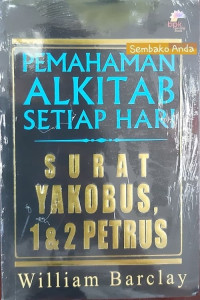 Sembako Anda
PEMAHAMAN
ALKITAB
SETIAP HARI
SURAT
YAKOBUS,
1 & 2 PETRUS
William Barclay